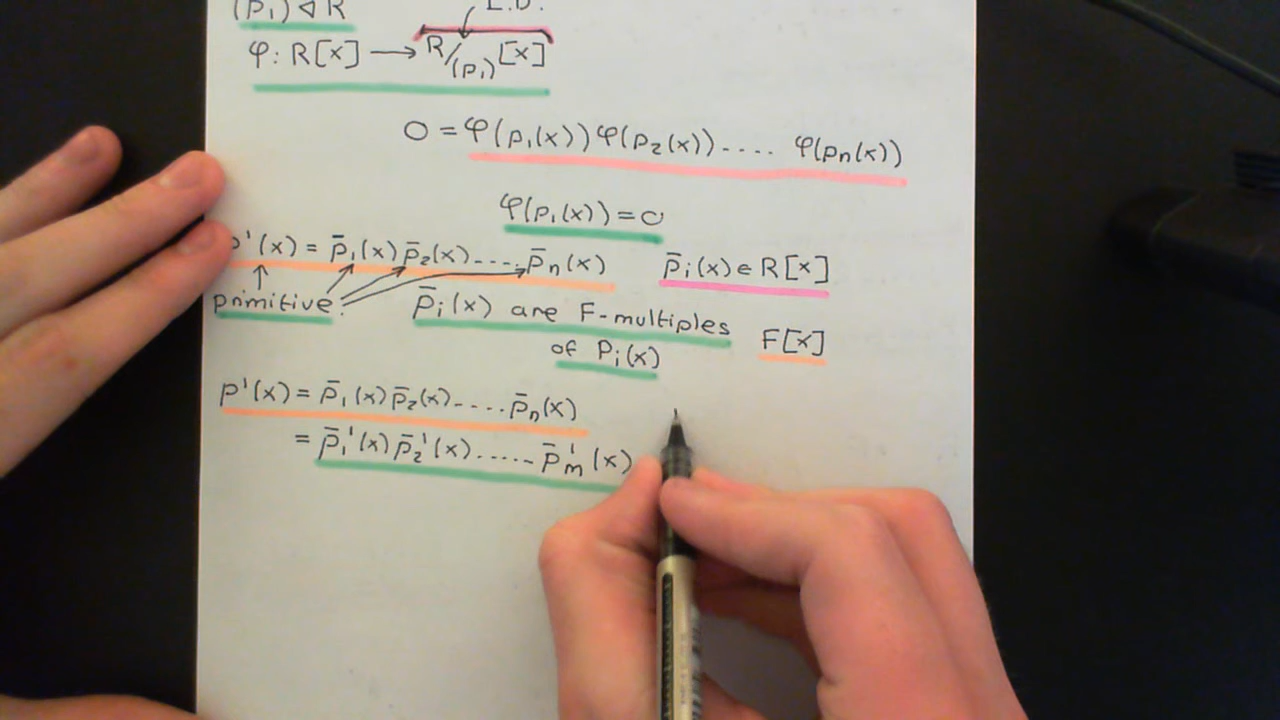 (p₁) ◁ R
I.D.
φ: R[x] ⟶ R/(p₁) [x]
0 = φ(p₁(x)) φ(p₂(x)) .... φ(pₙ(x))
φ(p₁(x)) = 0
p'(x) = p̄₁(x) p̄₂(x) ..... p̄ₙ(x) p̄ᵢ(x) ∈ R[x]
primitive. p̄ᵢ(x) are F-multiples
of pᵢ(x) F[x]
p'(x) = p̄₁(x) p̄₂(x) ..... p̄ₙ(x)
= p̄₁'(x) p̄₂'(x) ...... p̄ₘ'(x)